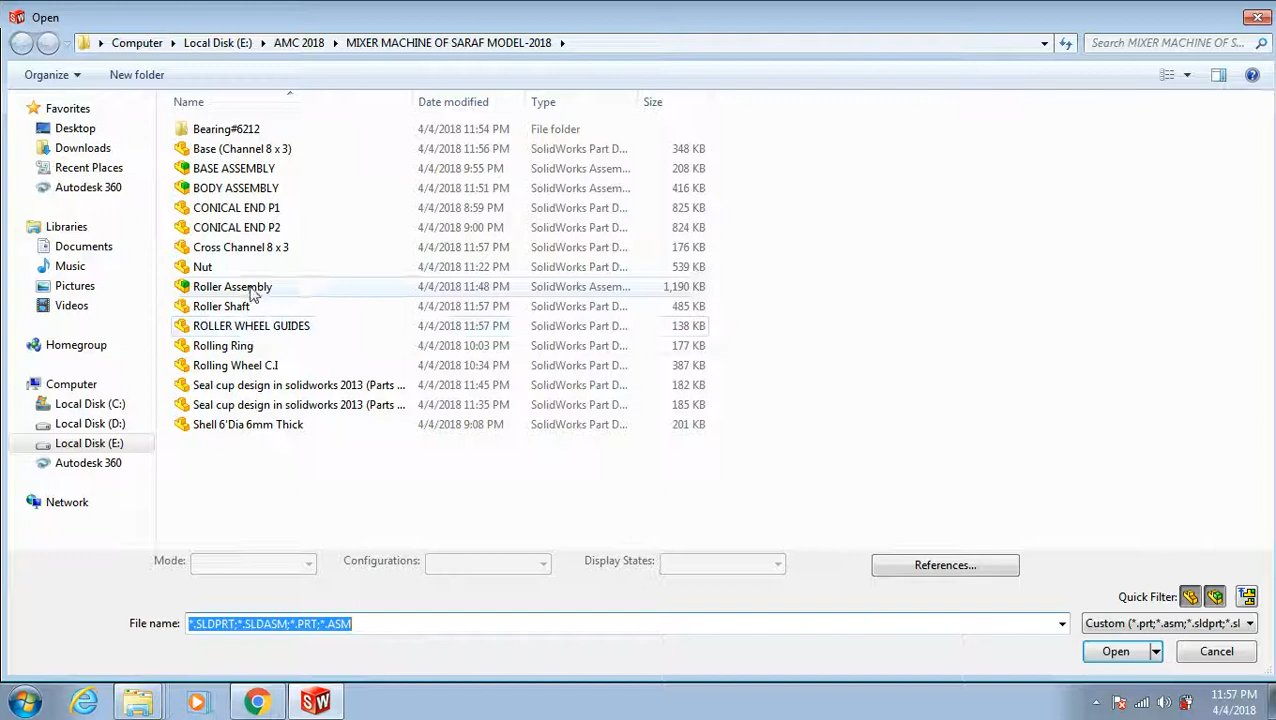 Open
Computer Local Disk (E:) AMC 2018 MIXER MACHINE OF SARAF MODEL-2018 Search MIXER MACHINE OF S...
Organize New folder
Name Date modified Type Size
Favorites
Desktop
Downloads
Recent Places
Autodesk 360
Libraries
Documents
Music
Pictures
Videos
Homegroup
Computer
Local Disk (C:)
Local Disk (D:)
Local Disk (E:)
Autodesk 360
Network
Bearing#6212 4/4/2018 11:54 PM File folder
Base (Channel 8 x 3) 4/4/2018 11:56 PM SolidWorks Part D... 348 KB
BASE ASSEMBLY 4/4/2018 9:55 PM SolidWorks Assem... 208 KB
BODY ASSEMBLY 4/4/2018 11:51 PM SolidWorks Assem... 416 KB
CONICAL END P1 4/4/2018 8:59 PM SolidWorks Part D... 825 KB
CONICAL END P2 4/4/2018 9:00 PM SolidWorks Part D... 824 KB
Cross Channel 8 x 3 4/4/2018 11:57 PM SolidWorks Part D... 176 KB
Nut 4/4/2018 11:22 PM SolidWorks Part D... 539 KB
Roller Assembly 4/4/2018 11:48 PM SolidWorks Assem... 1,190 KB
Roller Shaft 4/4/2018 11:57 PM SolidWorks Part D... 485 KB
ROLLER WHEEL GUIDES 4/4/2018 11:57 PM SolidWorks Part D... 138 KB
Rolling Ring 4/4/2018 10:03 PM SolidWorks Part D... 177 KB
Rolling Wheel C.I 4/4/2018 10:34 PM SolidWorks Part D... 387 KB
Seal cup design in solidworks 2013 (Parts ... 4/4/2018 11:45 PM SolidWorks Part D... 182 KB
Seal cup design in solidworks 2013 (Parts ... 4/4/2018 11:35 PM SolidWorks Part D... 185 KB
Shell 6'Dia 6mm Thick 4/4/2018 9:08 PM SolidWorks Part D... 201 KB
Mode: Configurations: Display States: References...
Quick Filter:
File name: *.SLDPRT;*.SLDASM;*.PRT;*.ASM Custom (*.prt;*.asm;*.sldprt;*.sl
Open Cancel
SW
11:57 PM
4/4/2018